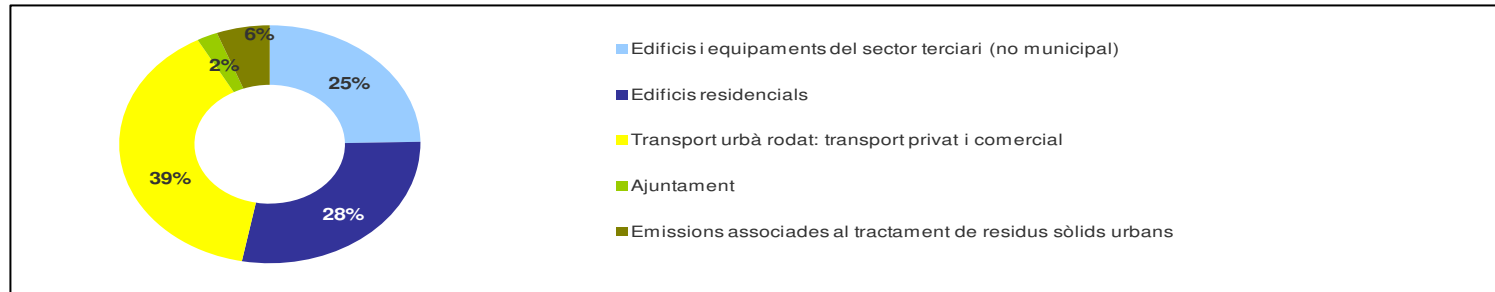 6%
2%
25%
39%
28%
Edificis i equipaments del sector terciari (no municipal)
Edificis residencials
Transport urbà rodat: transport privat i comercial
Ajuntament
Emissions associades al tractament de residus sòlids urbans